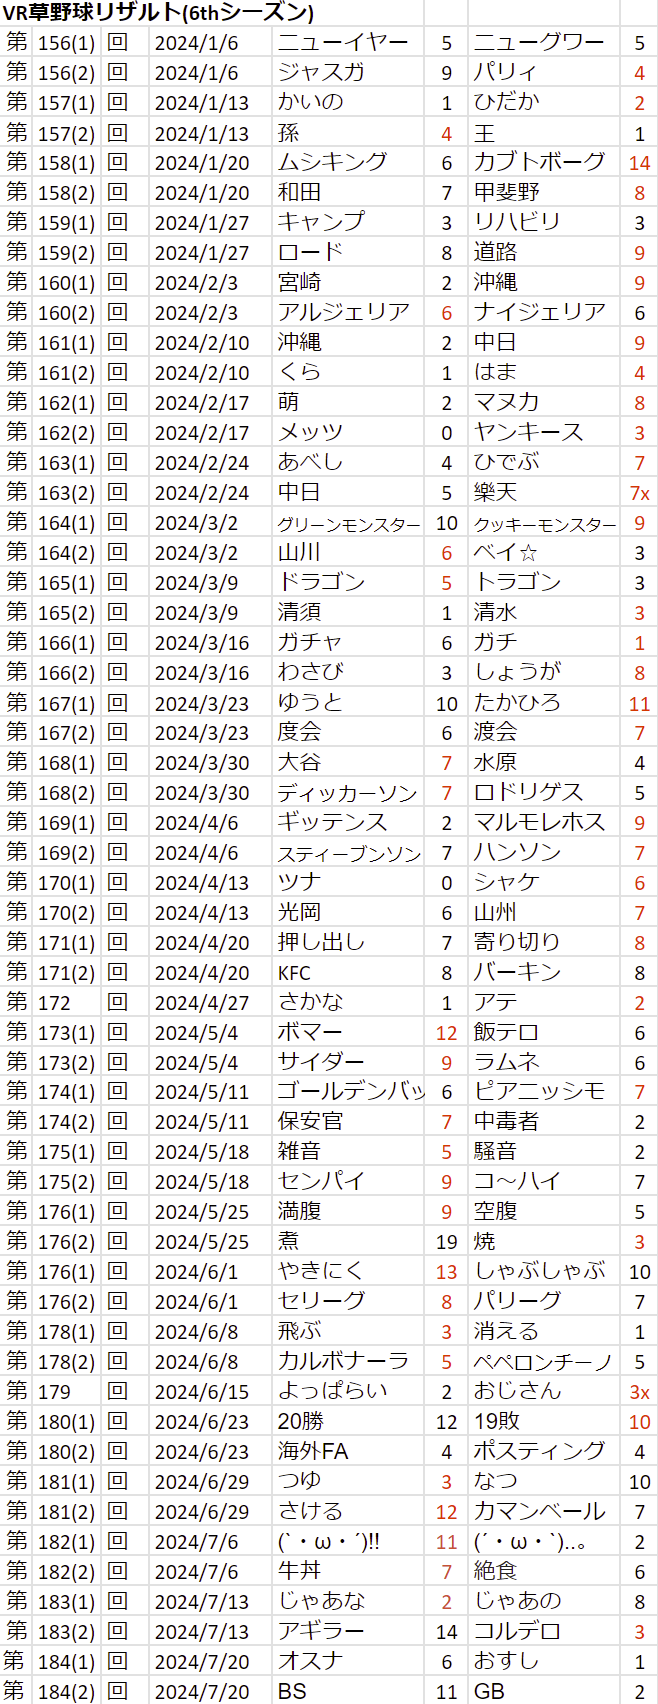 VR草野球リザルト(6thシーズン)
第 156(1) 回 2024/1/6 ニューイヤー 5 ニューグワー 5
第 156(2) 回 2024/1/6 ジャスガ 9 パリィ 4
第 157(1) 回 2024/1/13 かいの 1 ひだか 2
第 157(2) 回 2024/1/13 孫 4 王 1
第 158(1) 回 2024/1/20 ムシキング 6 カブトボーグ 14
第 158(2) 回 2024/1/20 和田 7 甲斐野 8
第 159(1) 回 2024/1/27 キャンプ 3 リハビリ 3
第 159(2) 回 2024/1/27 ロード 8 道路 9
第 160(1) 回 2024/2/3 宮崎 2 沖縄 9
第 160(2) 回 2024/2/3 アルジェリア 6 ナイジェリア 6
第 161(1) 回 2024/2/10 沖縄 2 中日 9
第 161(2) 回 2024/2/10 くら 1 はま 4
第 162(1) 回 2024/2/17 萌 2 マヌカ 8
第 162(2) 回 2024/2/17 メッツ 0 ヤンキース 3
第 163(1) 回 2024/2/24 あべし 4 ひでぶ 7
第 163(2) 回 2024/2/24 中日 5 樂天 7x
第 164(1) 回 2024/3/2 グリーンモンスター 10 クッキーモンスター 9
第 164(2) 回 2024/3/2 山川 6 ベイ☆ 3
第 165(1) 回 2024/3/9 ドラゴン 5 トラゴン 3
第 165(2) 回 2024/3/9 清須 1 清水 3
第 166(1) 回 2024/3/16 ガチャ 6 ガチ 1
第 166(2) 回 2024/3/16 わさび 3 しょうが 8
第 167(1) 回 2024/3/23 ゆうと 10 たかひろ 11
第 167(2) 回 2024/3/23 度会 6 渡会 7
第 168(1) 回 2024/3/30 大谷 7 水原 4
第 168(2) 回 2024/3/30 ディッカーソン 7 ロドリゲス 5
第 169(1) 回 2024/4/6 ギッテンス 2 マルモレホス 9
第 169(2) 回 2024/4/6 スティーブンソン 7 ハンソン 7
第 170(1) 回 2024/4/13 ツナ 0 シャケ 6
第 170(2) 回 2024/4/13 光岡 6 山州 7
第 171(1) 回 2024/4/20 押し出し 7 寄り切り 8
第 171(2) 回 2024/4/20 KFC 8 バーキン 8
第 172 回 2024/4/27 さかな 1 アテ 2
第 173(1) 回 2024/5/4 ボマー 12 飯テロ 6
第 173(2) 回 2024/5/4 サイダー 9 ラムネ 6
第 174(1) 回 2024/5/11 ゴールデンバッ 6 ピアニッシモ 7
第 174(2) 回 2024/5/11 保安官 7 中毒者 2
第 175(1) 回 2024/5/18 雑音 5 騒音 2
第 175(2) 回 2024/5/18 センパイ 9 コ〜ハイ 7
第 176(1) 回 2024/5/25 満腹 9 空腹 5
第 176(2) 回 2024/5/25 煮 19 焼 3
第 176(1) 回 2024/6/1 やきにく 13 しゃぶしゃぶ 10
第 176(2) 回 2024/6/1 セリーグ 8 パリーグ 7
第 178(1) 回 2024/6/8 飛ぶ 3 消える 1
第 178(2) 回 2024/6/8 カルボナーラ 5 ペペロンチーノ 5
第 179 回 2024/6/15 よっぱらい 2 おじさん 3x
第 180(1) 回 2024/6/23 20勝 12 19敗 10
第 180(2) 回 2024/6/23 海外FA 4 ポスティング 4
第 181(1) 回 2024/6/29 つゆ 3 なつ 10
第 181(2) 回 2024/6/29 さける 12 カマンベール 7
第 182(1) 回 2024/7/6 (`・ω・´)!! 11 (´・ω・`)...。 2
第 182(2) 回 2024/7/6 牛丼 7 絶食 6
第 183(1) 回 2024/7/13 じゃあな 2 じゃあの 8
第 183(2) 回 2024/7/13 アギラー 14 コルデロ 3
第 184(1) 回 2024/7/20 オスナ 6 おすし 1
第 184(2) 回 2024/7/20 BS 11 GB 2